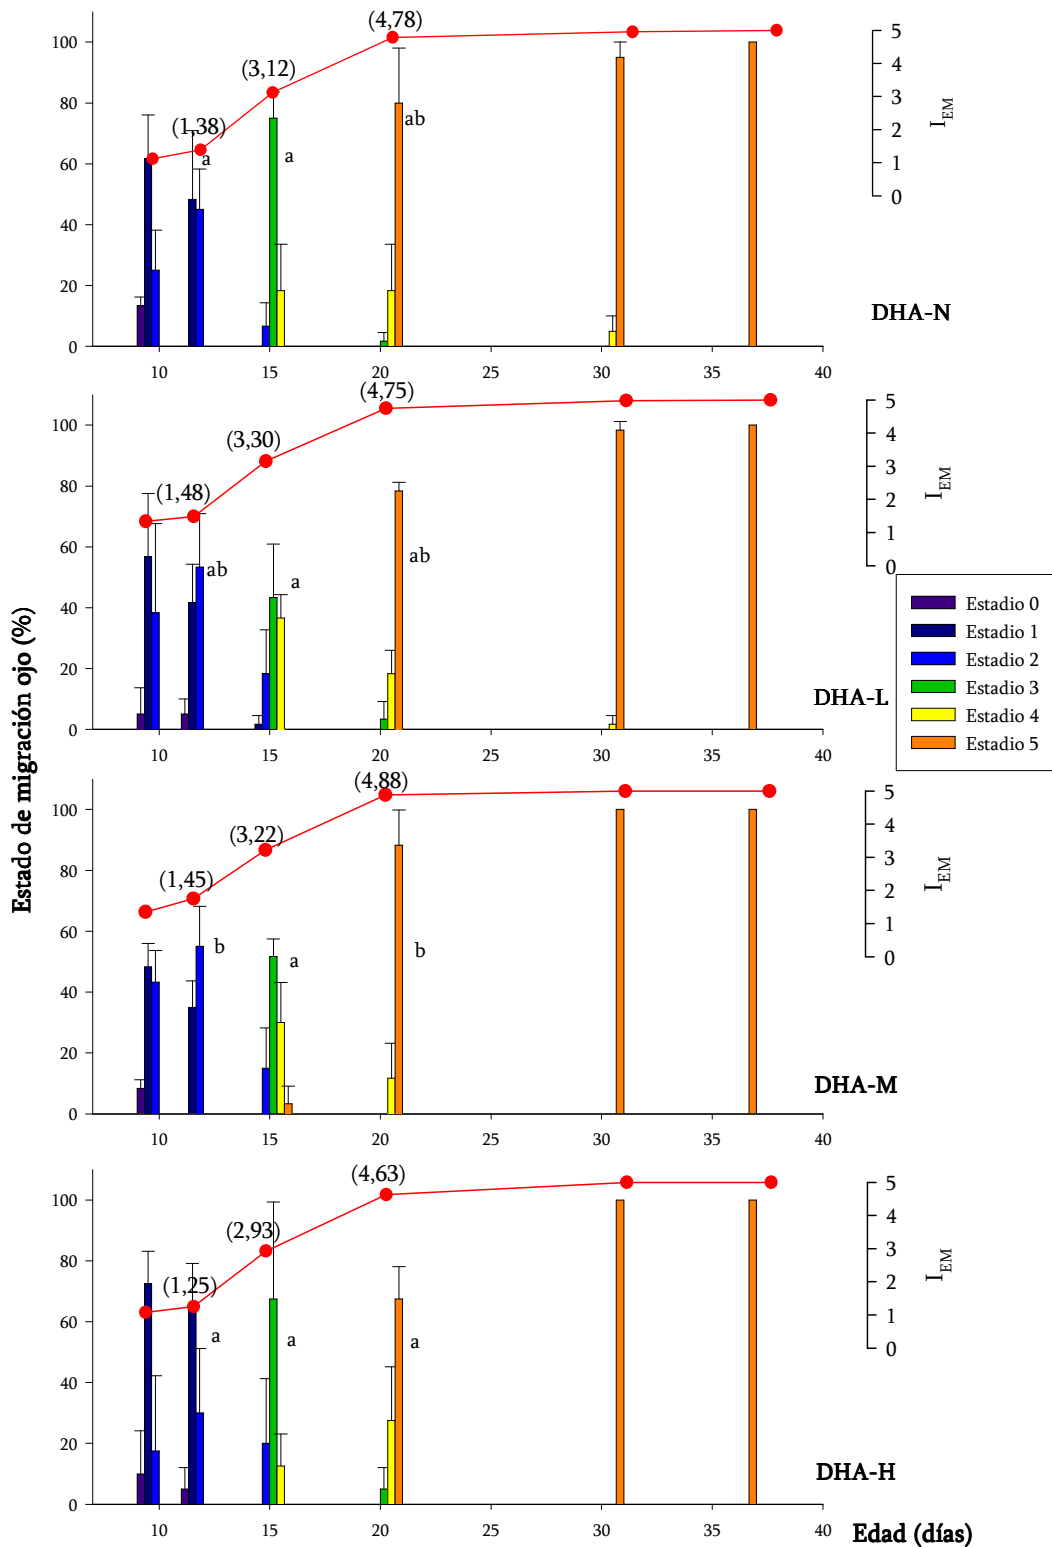 (4,78)
(3,12)
(1,38)
a
a
ab
100
80
60
40
20
0
10 15 20 25 30 35 40
5
4
3
2
1
0
I_EM
DHA-N
(4,75)
(3,30)
(1,48)
ab
a
ab
100
80
60
40
20
0
10 15 20 25 30 35 40
5
4
3
2
1
0
I_EM
DHA-L
Estadio 0
Estadio 1
Estadio 2
Estadio 3
Estadio 4
Estadio 5
Estado de migración ojo (%)
(4,88)
(3,22)
(1,45)
b
a
b
100
80
60
40
20
0
10 15 20 25 30 35 40
5
4
3
2
1
0
I_EM
DHA-M
(4,63)
(2,93)
(1,25)
a
a
a
100
80
60
40
20
0
10 15 20 25 30 35 40
5
4
3
2
1
0
I_EM
DHA-H
Edad (días)